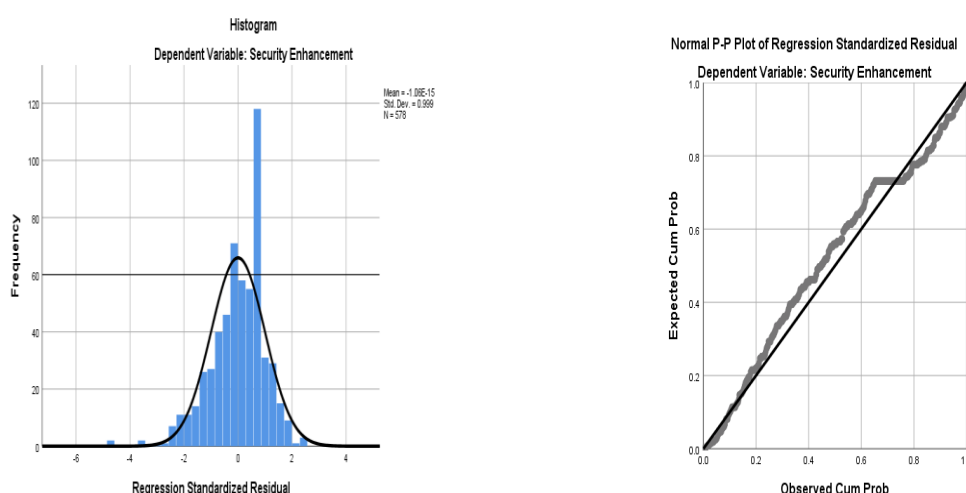 Histogram
Dependent Variable: Security Enhancement
Mean = -1.08E-15
Std. Dev. = 0.999
N = 578
120
100
80
60
40
20
0
Frequency
-6
-4
-2
0
2
4
Regression Standardized Residual
Normal P-P Plot of Regression Standardized Residual
Dependent Variable: Security Enhancement
1.0
0.8
0.6
0.4
0.2
0.0
Expected Cum Prob
0.0
0.2
0.4
0.6
0.8
1.0
Observed Cum Prob